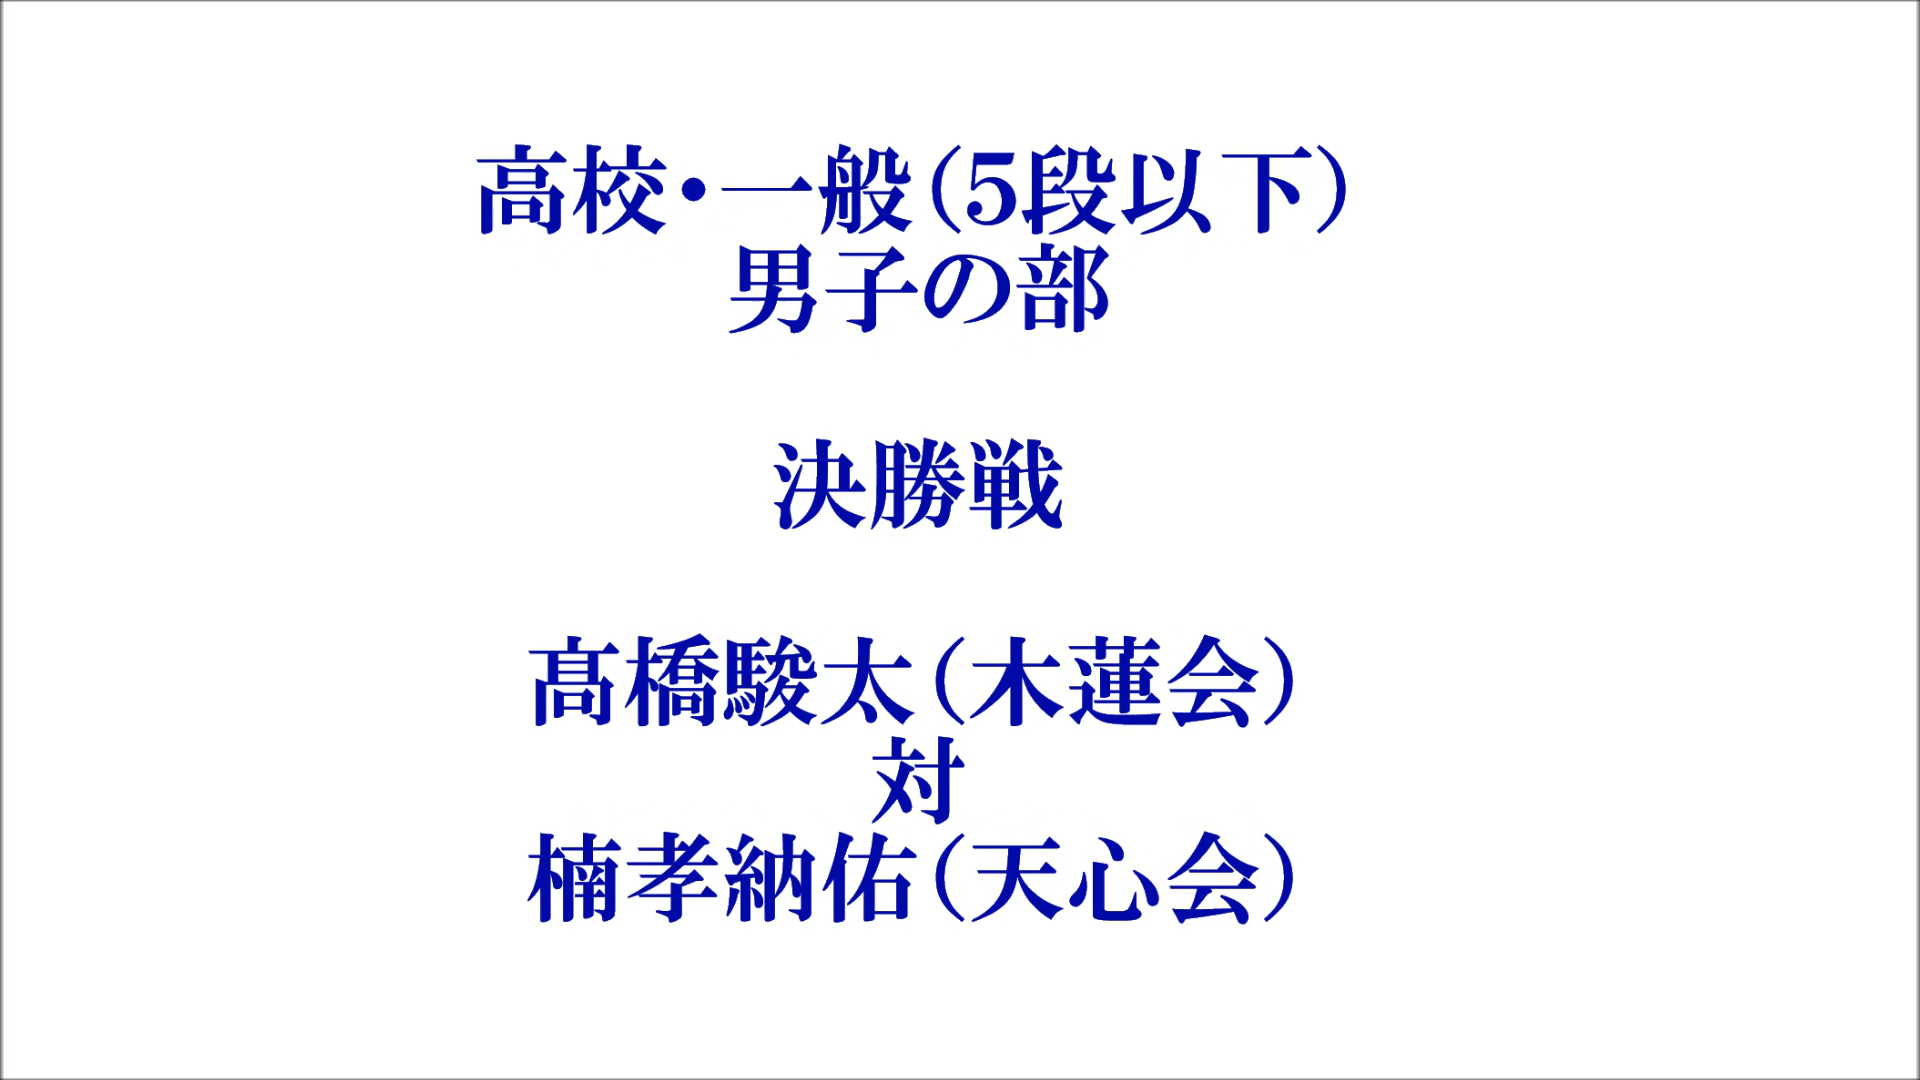 高校・一般（5段以下）
男子の部
決勝戦
髙橋駿太（木蓮会）
対
楠孝納佑（天心会）